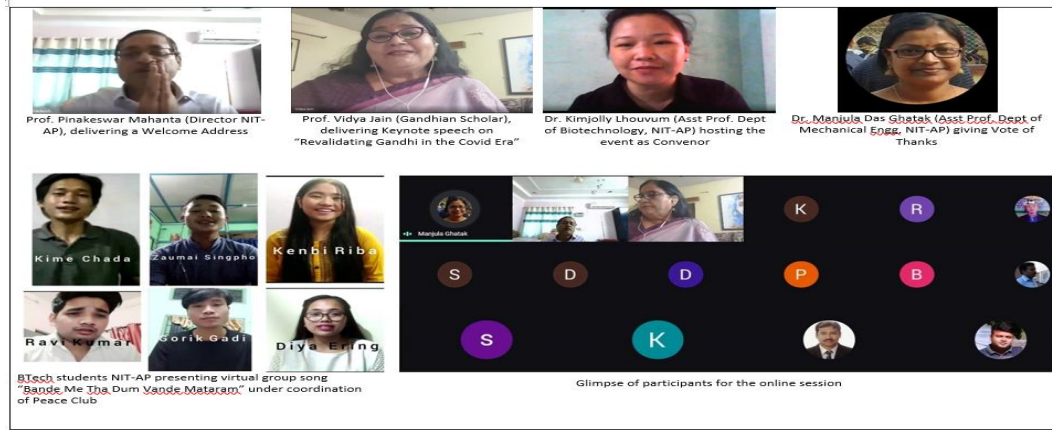 Prof. Pinakeswar Mahanta (Director NIT-
AP), delivering a Welcome Address
Prof. Vidya Jain (Gandhian Scholar),
delivering Keynote speech on
"Revalidating Gandhi in the Covid Era"
Dr. Kimjolly Lhouvum (Asst Prof. Dept
of Biotechnology, NIT-AP) hosting the
event as Convenor
Dr. Manjula Das Ghatak (Asst Prof. Dept of
Mechanical Engg, NIT-AP) giving Vote of
Thanks
Kime Chada
Zaumai Singpho
Kenbi Riba
Ravi Kumar
Gorik Gadi
Diya Ering
BTech students NIT-AP presenting virtual group song
"Bande Me Tha Dum Vande Mataram" under coordination
of Peace Club
Manjula Ghatak
K
R
S
D
D
P
B
S
K
Glimpse of participants for the online session